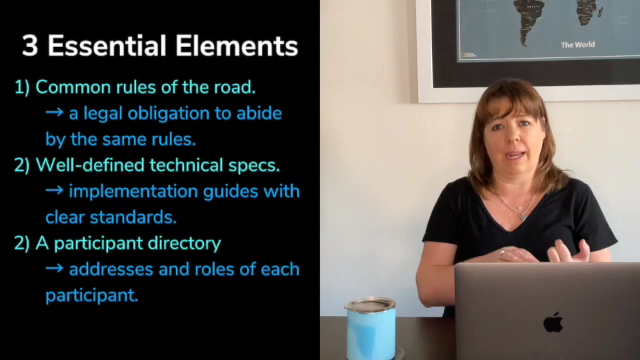 3 Essential Elements
1) Common rules of the road.
→ a legal obligation to abide
by the same rules.
2) Well-defined technical specs.
→ implementation guides with
clear standards.
2) A participant directory
→ addresses and roles of each
participant.
The World